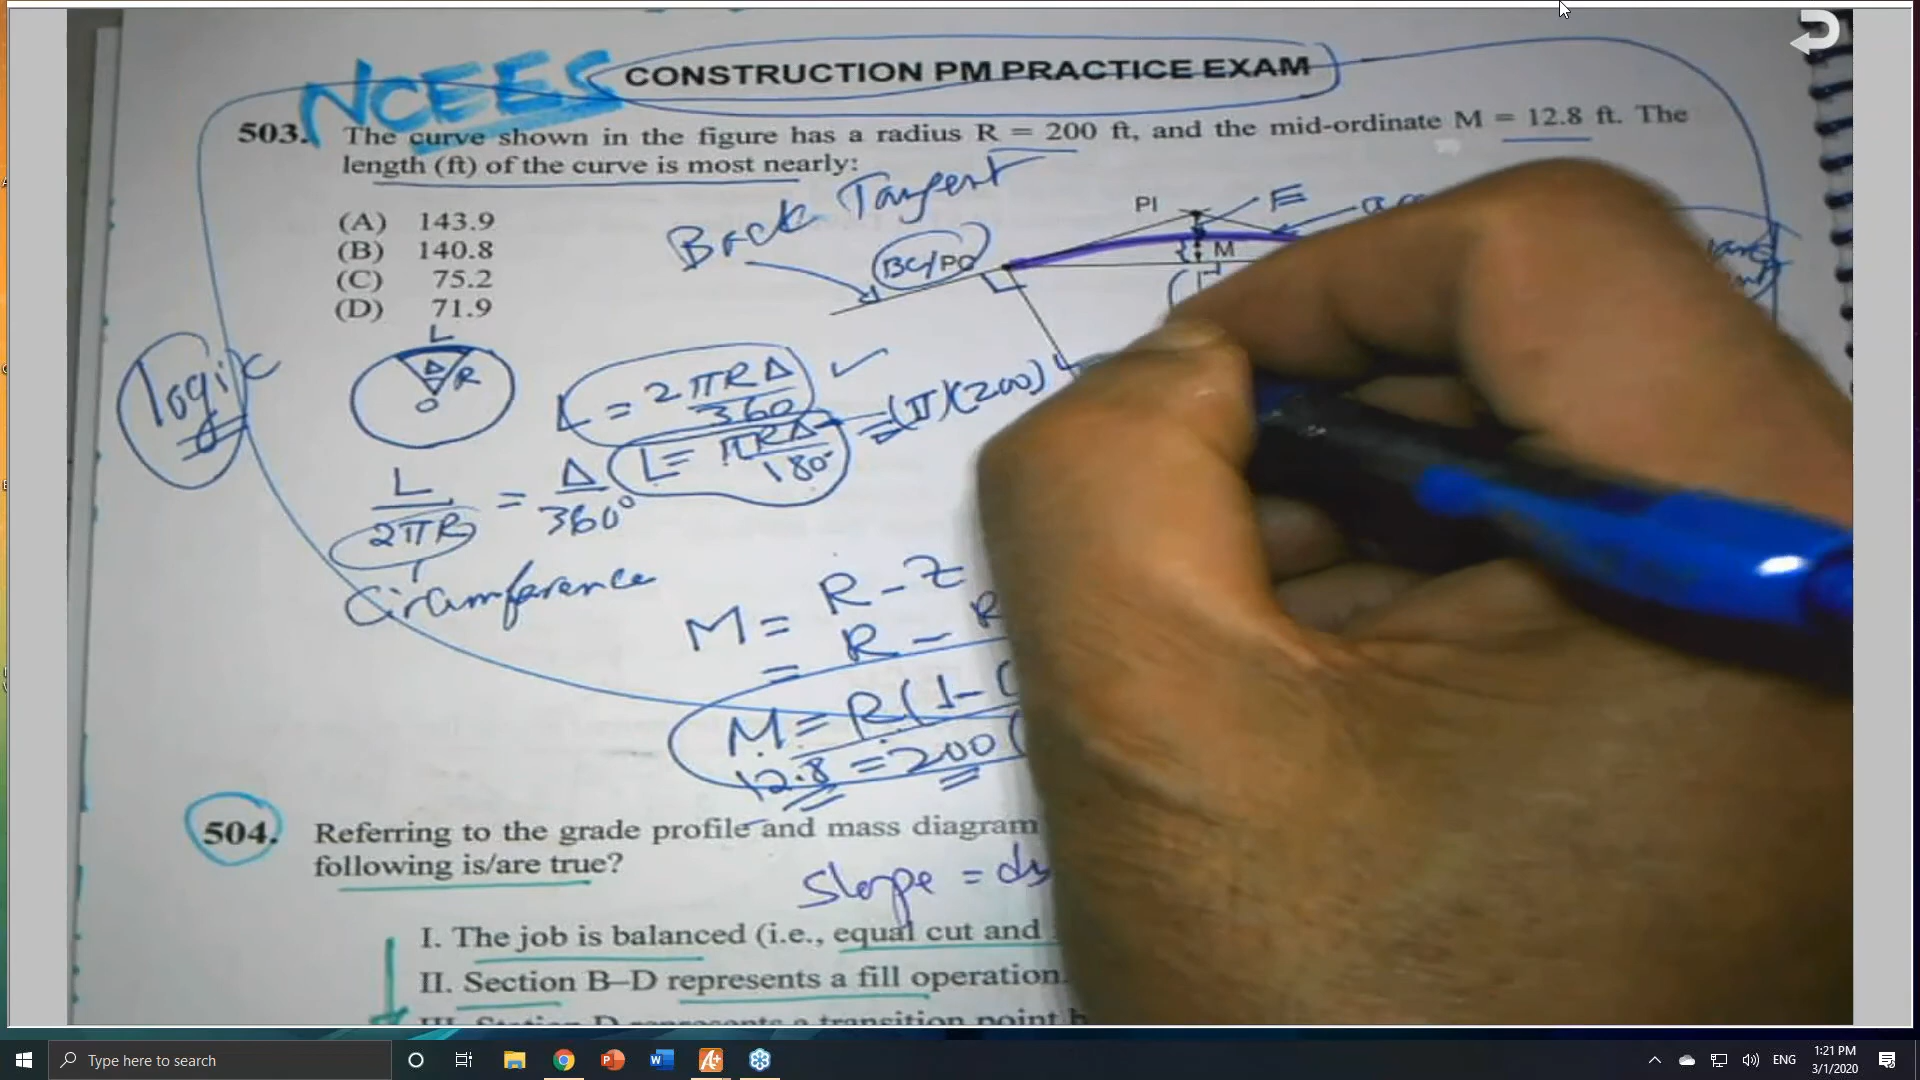 NCEES CONSTRUCTION PM PRACTICE EXAM
503. The curve shown in the figure has a radius R = 200 ft, and the mid-ordinate M = 12.8 ft. The
length (ft) of the curve is most nearly:
(A) 143.9
(B) 140.8
(C) 75.2
(D) 71.9
Back Tangent
PI
E
BC/PC
M
logic
L
Δ
R
O
L = 2πRΔ
360
L = πRΔ
180°
= (π)(200)
L = Δ
2πR 360°
Circumference
M = R - Z
= R - R
M = R(1-
12.8 = 200 (
504. Referring to the grade profile and mass diagram
following is/are true?
Slope =
I. The job is balanced (i.e., equal cut and
II. Section B–D represents a fill operation.
III. Station D represents a transition point
Type here to search
ENG
1:21 PM
3/1/2020